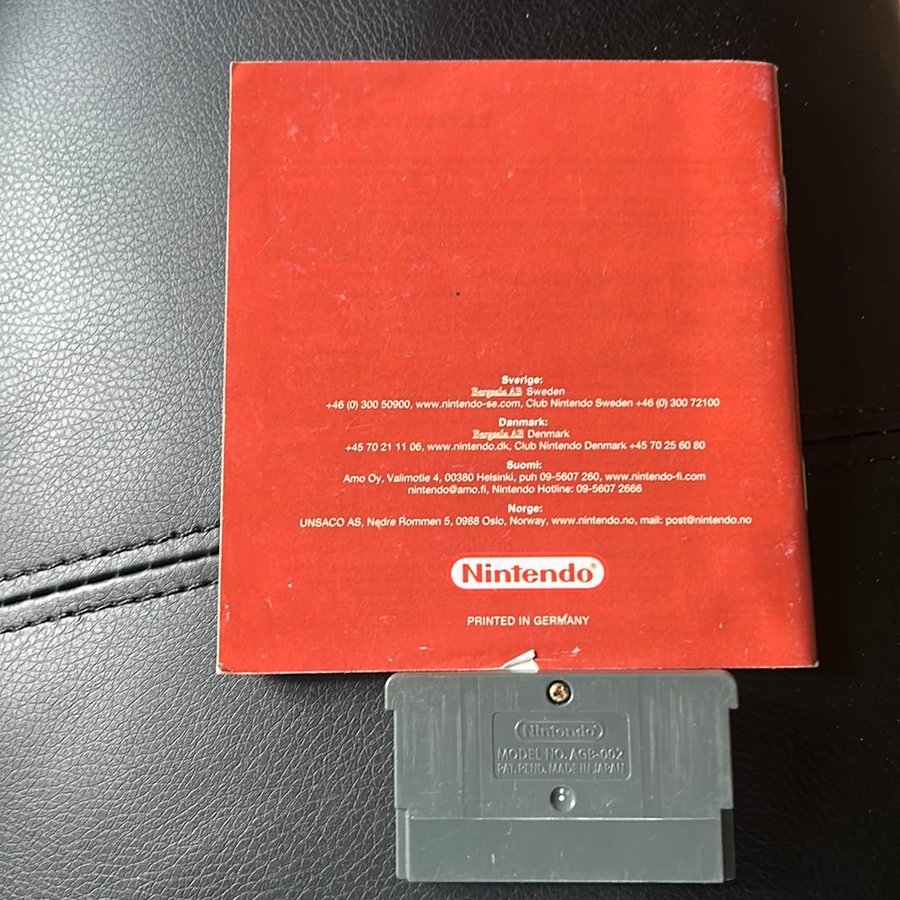 Sverige:
Bergsala AB Sweden
+46 (0) 300 50900, www.nintendo-se.com, Club Nintendo Sweden +46 (0) 300 72100
Danmark:
Bergsala AB Denmark
+45 70 21 11 06, www.nintendo.dk, Club Nintendo Denmark +45 70 25 60 80
Suomi:
Amo Oy, Valimotie 4, 00380 Helsinki, puh 09-5607 260, www.nintendo-fi.com
nintendo@amo.fi, Nintendo Hotline: 09-5607 2666
Norge:
UNSACO AS, Nedre Rommen 5, 0988 Oslo, Norway, www.nintendo.no, mail: post@nintendo.no
Nintendo®
PRINTED IN GERMANY
Nintendo®
MODEL NO. AGB-002
PAT. PEND. MADE IN JAPAN